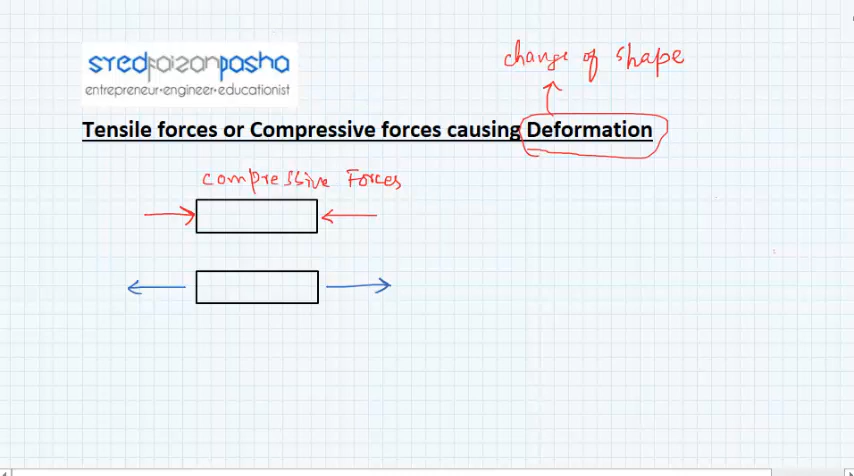 change of shape
syedfaizanpasha
entrepreneur•engineer•educationist
Tensile forces or Compressive forces causing Deformation
compressive Forces